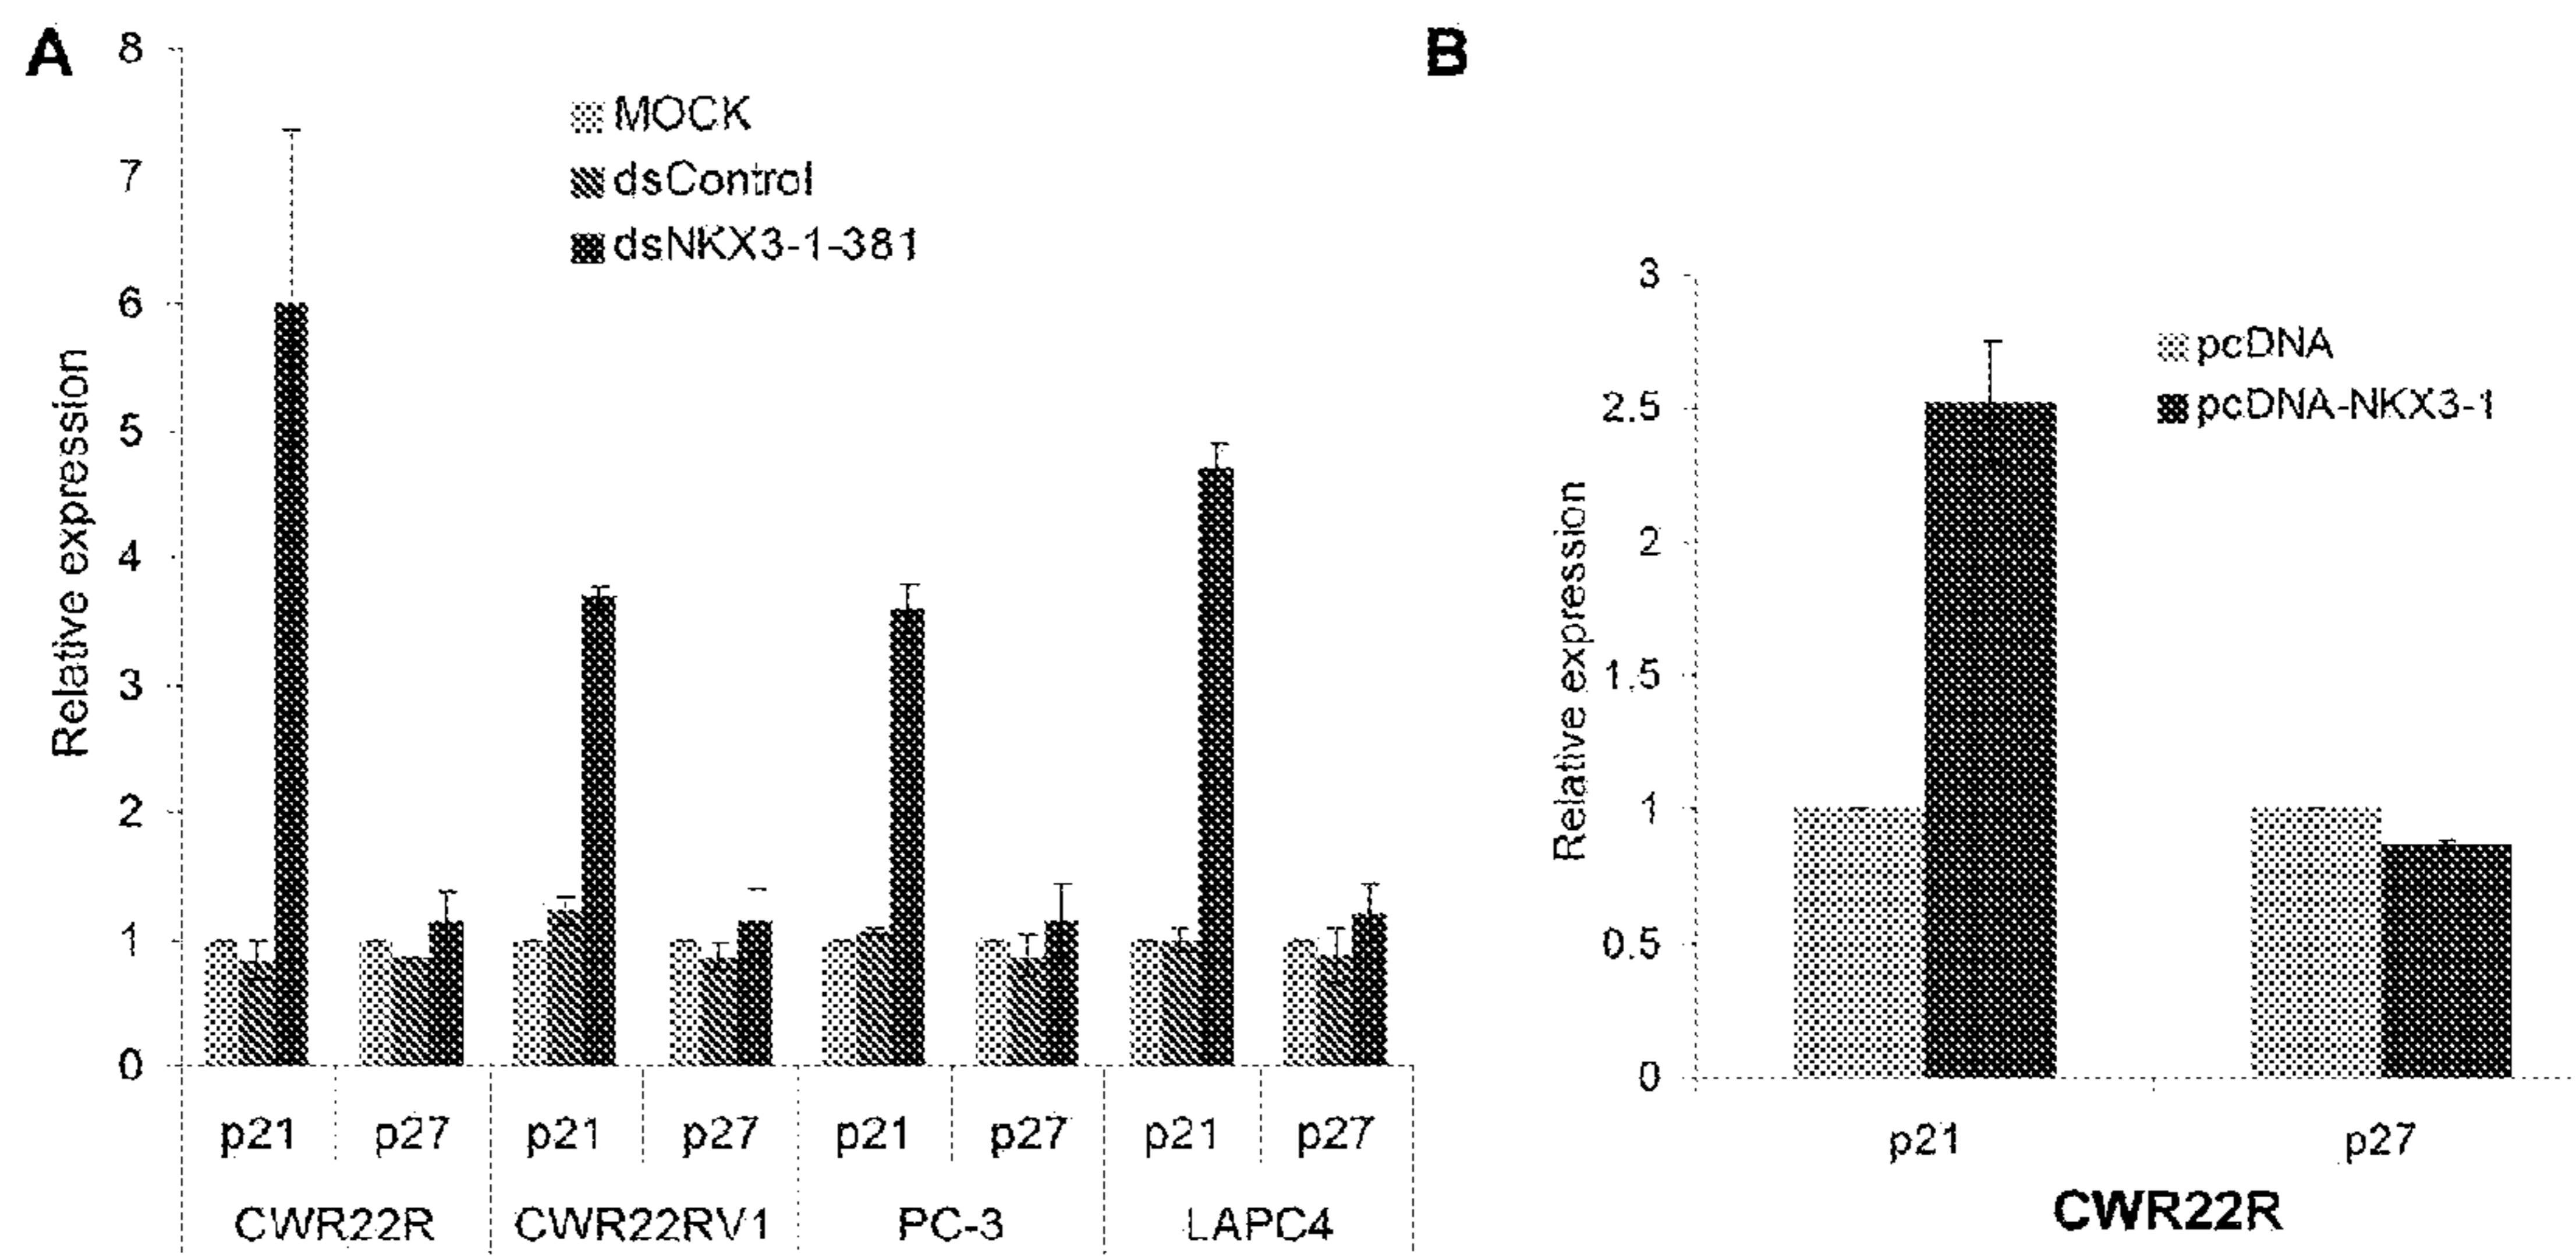 A
8
7
6
5
4
3
2
1
0
Relative expression
MOCK
dsControl
dsNKX3-1-381
p21 p27 p21 p27 p21 p27 p21 p27
CWR22R CWR22RV1 PC-3 LAPC4
B
3
2.5
2
1.5
1
0.5
0
Relative expression
pcDNA
pcDNA-NKX3-1
p21 p27
CWR22R